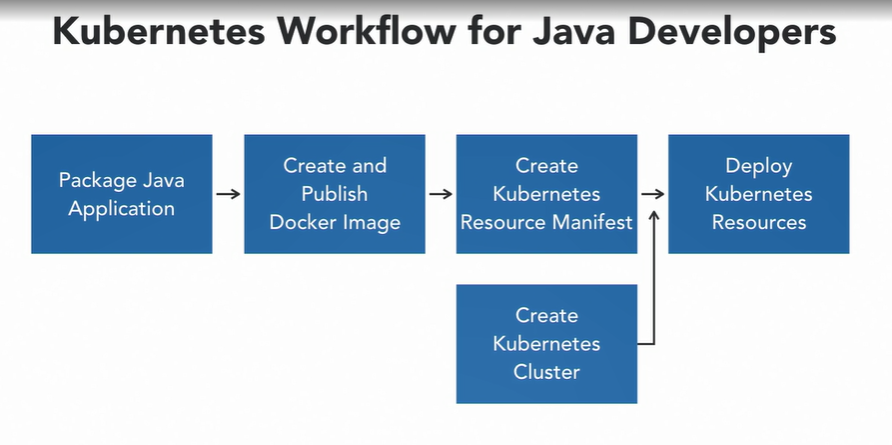 Kubernetes Workflow for Java Developers
Package Java
Application
Create and
Publish
Docker Image
Create
Kubernetes
Resource Manifest
Deploy
Kubernetes
Resources
Create
Kubernetes
Cluster